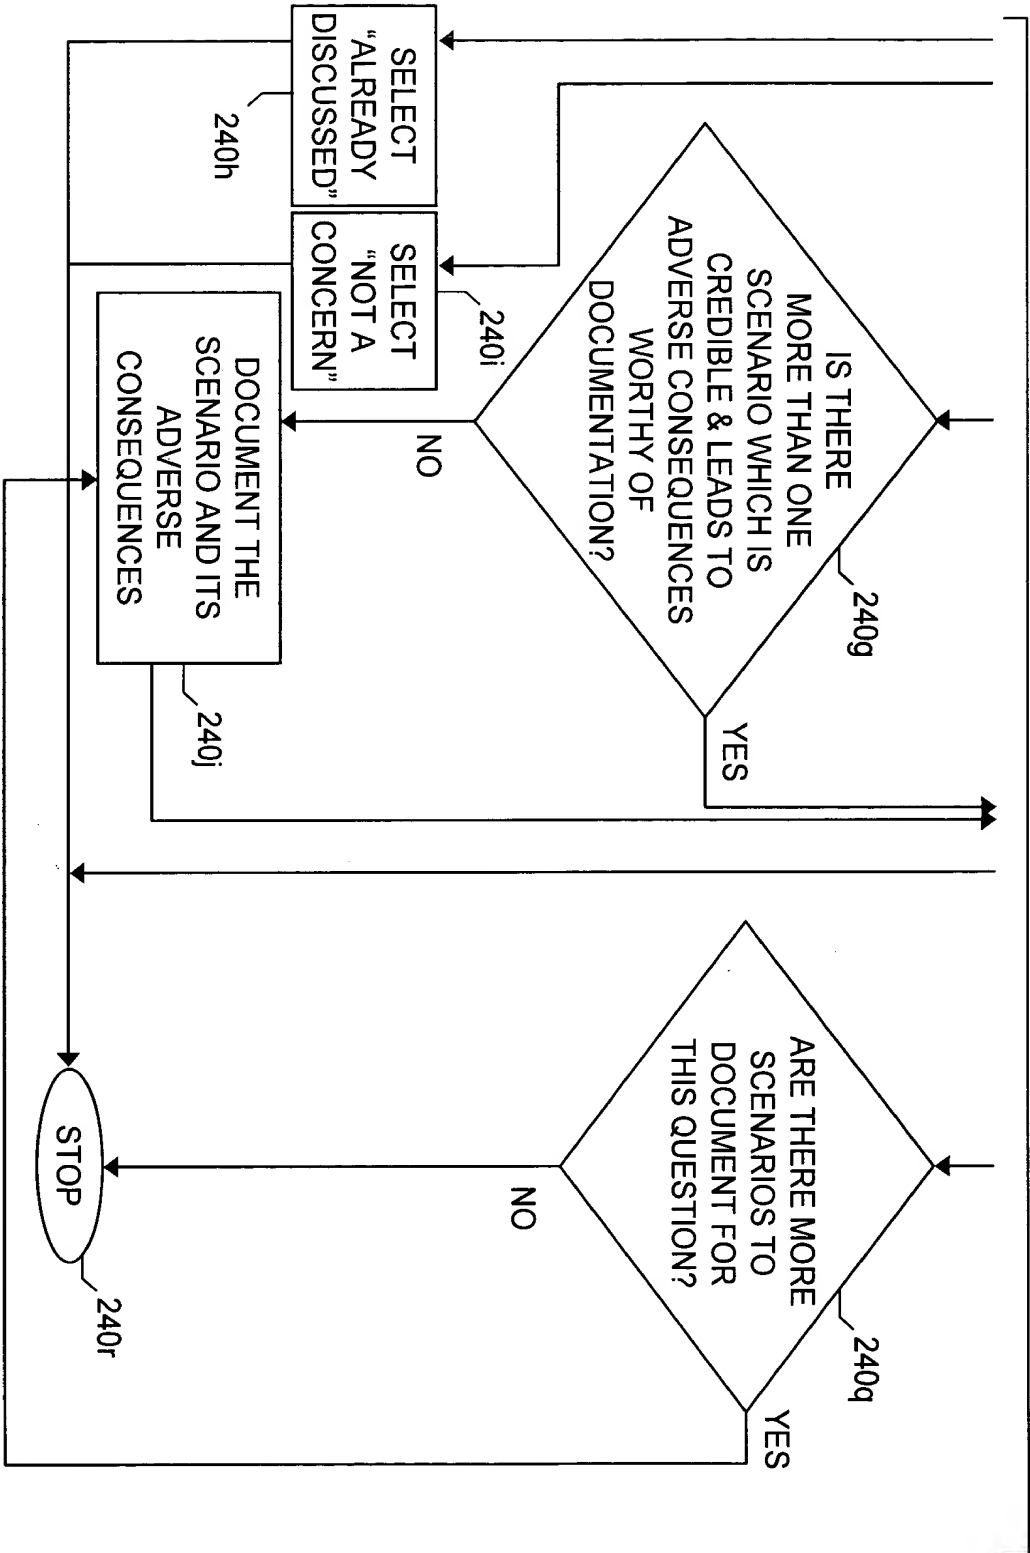 IS THERE
MORE THAN ONE
SCENARIO WHICH IS
CREDIBLE & LEADS TO
ADVERSE CONSEQUENCES
WORTHY OF
DOCUMENTATION?
240g
YES
NO
ARE THERE MORE
SCENARIOS TO
DOCUMENT FOR
THIS QUESTION?
240q
YES
NO
SELECT
“ALREADY
DISCUSSED”
240h
SELECT
“NOT A
CONCERN”
240i
DOCUMENT THE
SCENARIO AND ITS
ADVERSE
CONSEQUENCES
240j
STOP
240r